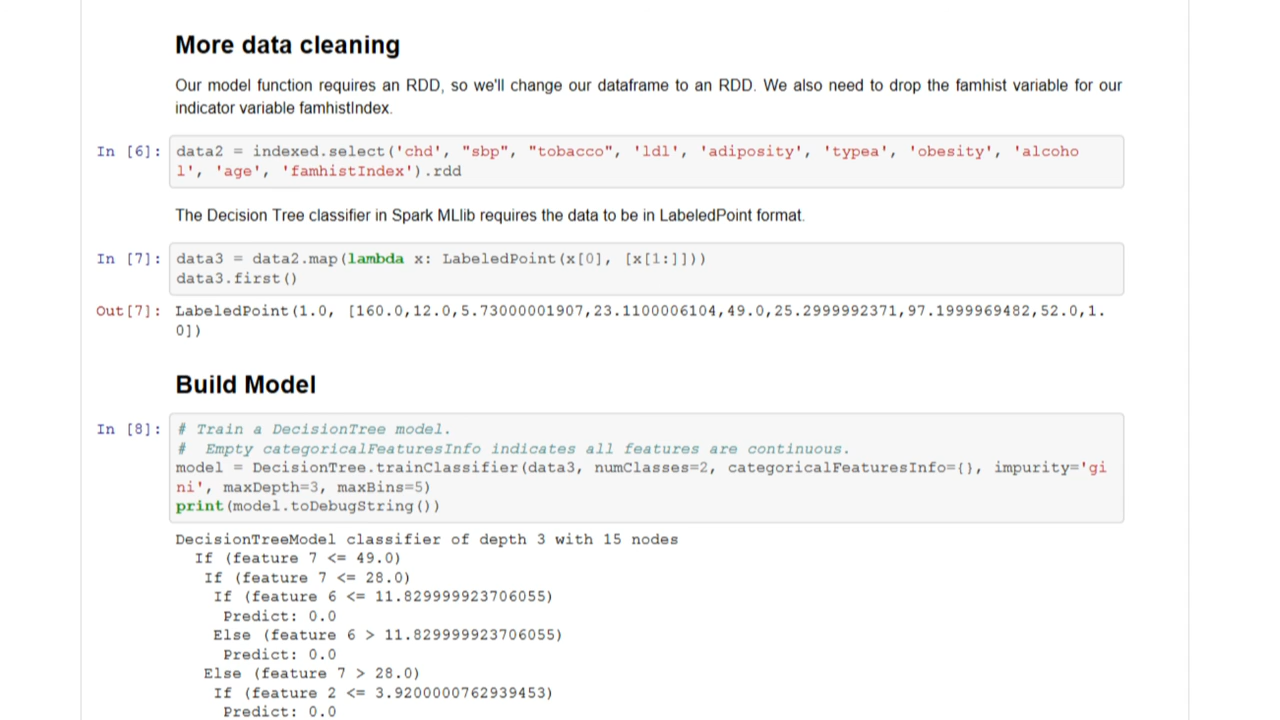 More data cleaning
Our model function requires an RDD, so we'll change our dataframe to an RDD. We also need to drop the famhist variable for our
indicator variable famhistIndex.
In [6]: data2 = indexed.select('chd', "sbp", "tobacco", 'ldl', 'adiposity', 'typea', 'obesity', 'alcoho
l', 'age', 'famhistIndex').rdd
The Decision Tree classifier in Spark MLlib requires the data to be in LabeledPoint format.
In [7]: data3 = data2.map(lambda x: LabeledPoint(x[0], [x[1:]]))
data3.first()
Out[7]: LabeledPoint(1.0, [160.0,12.0,5.73000001907,23.1100006104,49.0,25.2999992371,97.1999969482,52.0,1.
0])
Build Model
In [8]: # Train a DecisionTree model.
#  Empty categoricalFeaturesInfo indicates all features are continuous.
model = DecisionTree.trainClassifier(data3, numClasses=2, categoricalFeaturesInfo={}, impurity='gi
ni', maxDepth=3, maxBins=5)
print(model.toDebugString())
DecisionTreeModel classifier of depth 3 with 15 nodes
If (feature 7 <= 49.0)
If (feature 7 <= 28.0)
If (feature 6 <= 11.829999923706055)
Predict: 0.0
Else (feature 6 > 11.829999923706055)
Predict: 0.0
Else (feature 7 > 28.0)
If (feature 2 <= 3.9200000762939453)
Predict: 0.0